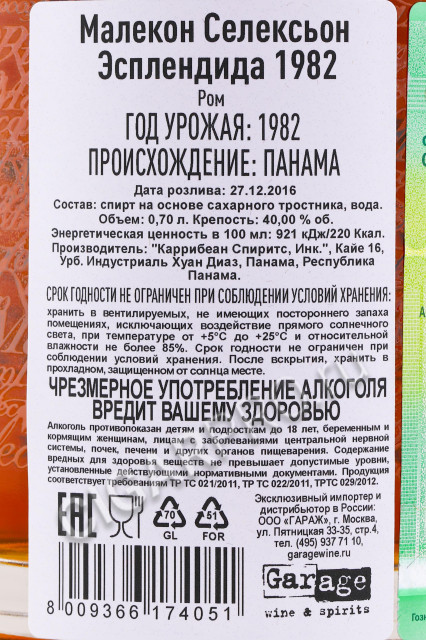 Малекон Селексьон
Эсплендида 1982
Ром
ГОД УРОЖАЯ: 1982
ПРОИСХОЖДЕНИЕ: ПАНАМА
Дата розлива: 27.12.2016
Состав: спирт на основе сахарного тростника, вода.
Объем: 0,70 л. Крепость: 40,00 % об.
Энергетическая ценность в 100 мл: 921 кДж/220 Ккал.
Производитель: "Каррибеан Спиритс, Инк.", Кайе 16,
Урб. Индустриаль Хуан Диаз, Панама, Республика
Панама.
СРОК ГОДНОСТИ НЕ ОГРАНИЧЕН ПРИ СОБЛЮДЕНИИ УСЛОВИЙ ХРАНЕНИЯ:
хранить в вентилируемых, не имеющих постороннего запаха
помещениях, исключающих воздействие прямого солнечного
света, при температуре от +5°С до +25°С и относительной
влажности не более 85%. Срок годности не ограничен при
соблюдении условий хранения. После вскрытия, хранить в
прохладном, защищенном от солнца месте.
ЧРЕЗМЕРНОЕ УПОТРЕБЛЕНИЕ АЛКОГОЛЯ
ВРЕДИТ ВАШЕМУ ЗДОРОВЬЮ
Алкоголь противопоказан детям и подросткам до 18 лет, беременным и
кормящим женщинам, лицам с заболеваниями центральной нервной
системы, почек, печени и других органов пищеварения. Содержание
вредных для здоровья веществ не превышает допустимые уровни,
установленные действующими нормативными документами. Продукция
соответствует требованиям ТР ТС 021/2011, ТР ТС 022/2011, ТРТС 029/2012.
EAC
70
GL
51
FOR
Эксклюзивный импортер и
дистрибьютор в России:
ООО «ГАРАЖ», г. Москва,
ул. Пятницкая 33-35, стр.4,
тел. (495) 937 71 10,
garagewine.ru
Garage
wine & spirits
8 009366 174051